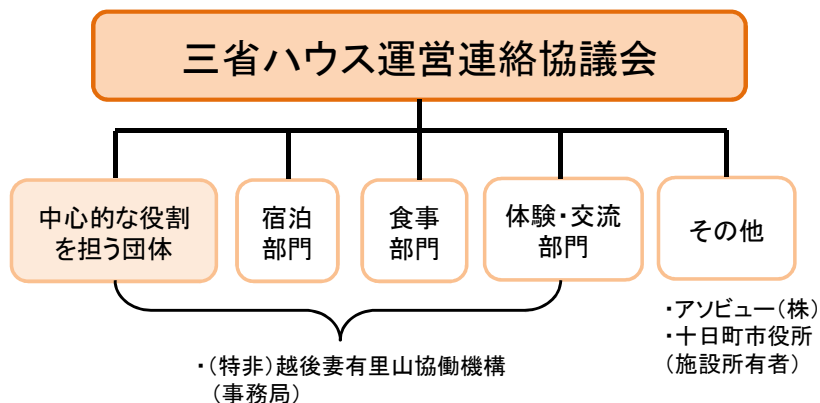 三省ハウス運営連絡協議会
中心的な役割
を担う団体
宿泊
部門
食事
部門
体験・交流
部門
その他
・(特非)越後妻有里山協働機構
(事務局)
・アソビュー(株)
・十日町市役所
(施設所有者)